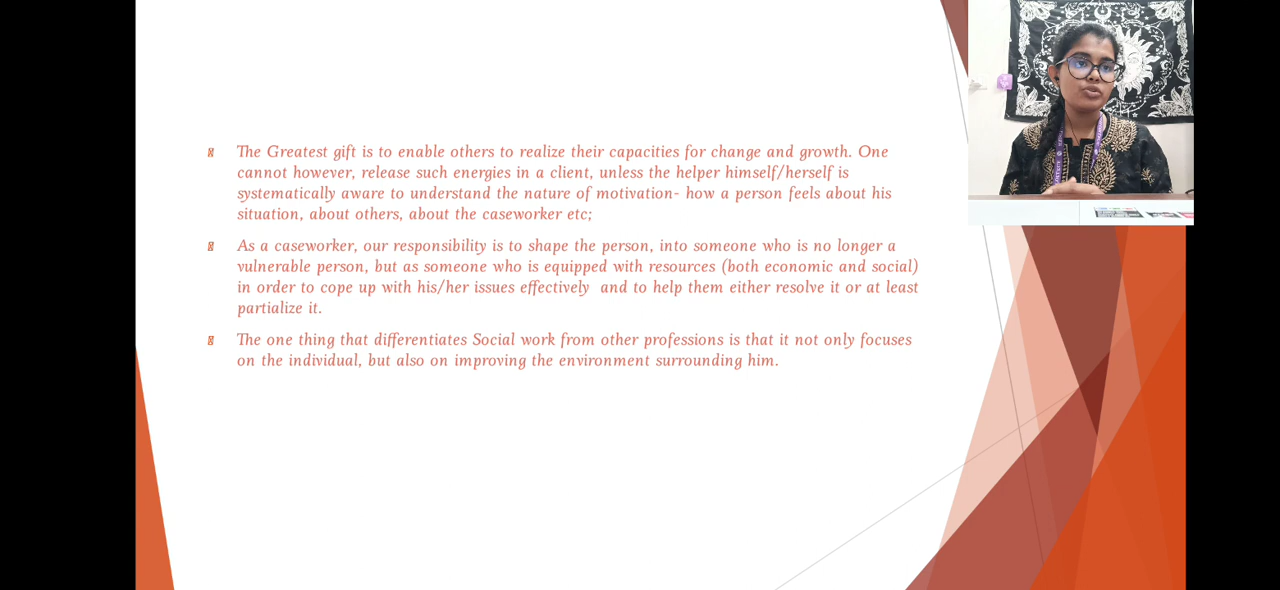 The Greatest gift is to enable others to realize their capacities for change and growth. One
cannot however, release such energies in a client, unless the helper himself/herself is
systematically aware to understand the nature of motivation- how a person feels about his
situation, about others, about the caseworker etc;
As a caseworker, our responsibility is to shape the person, into someone who is no longer a
vulnerable person, but as someone who is equipped with resources (both economic and social)
in order to cope up with his/her issues effectively  and to help them either resolve it or at least
partialize it.
The one thing that differentiates Social work from other professions is that it not only focuses
on the individual, but also on improving the environment surrounding him.